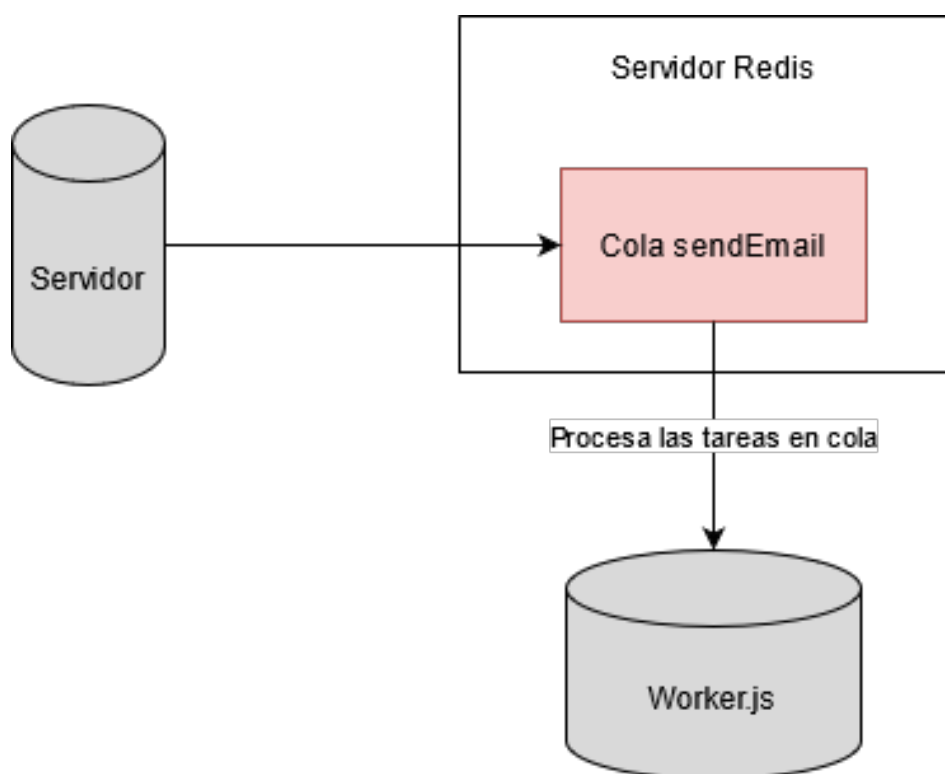 Servidor Redis
Cola sendEmail
Servidor
Procesa las tareas en cola
Worker.js